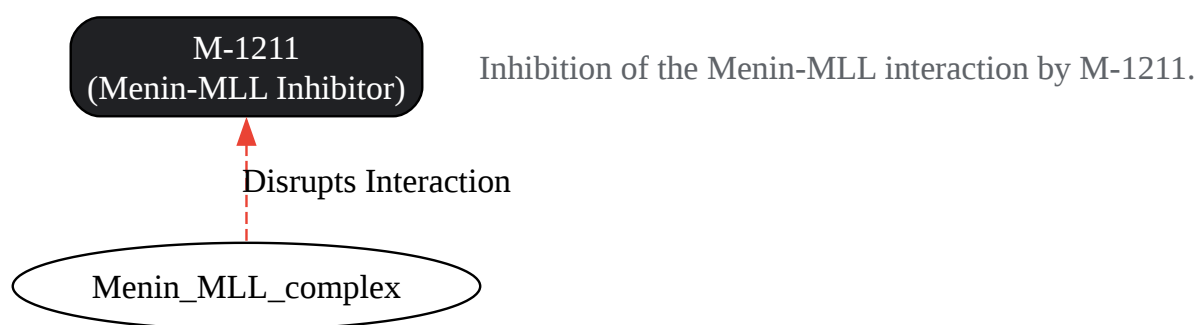 M-1211
(Menin-MLL Inhibitor)
Inhibition of the Menin-MLL interaction by M-1211.
Disrupts Interaction
Menin_MLL_complex